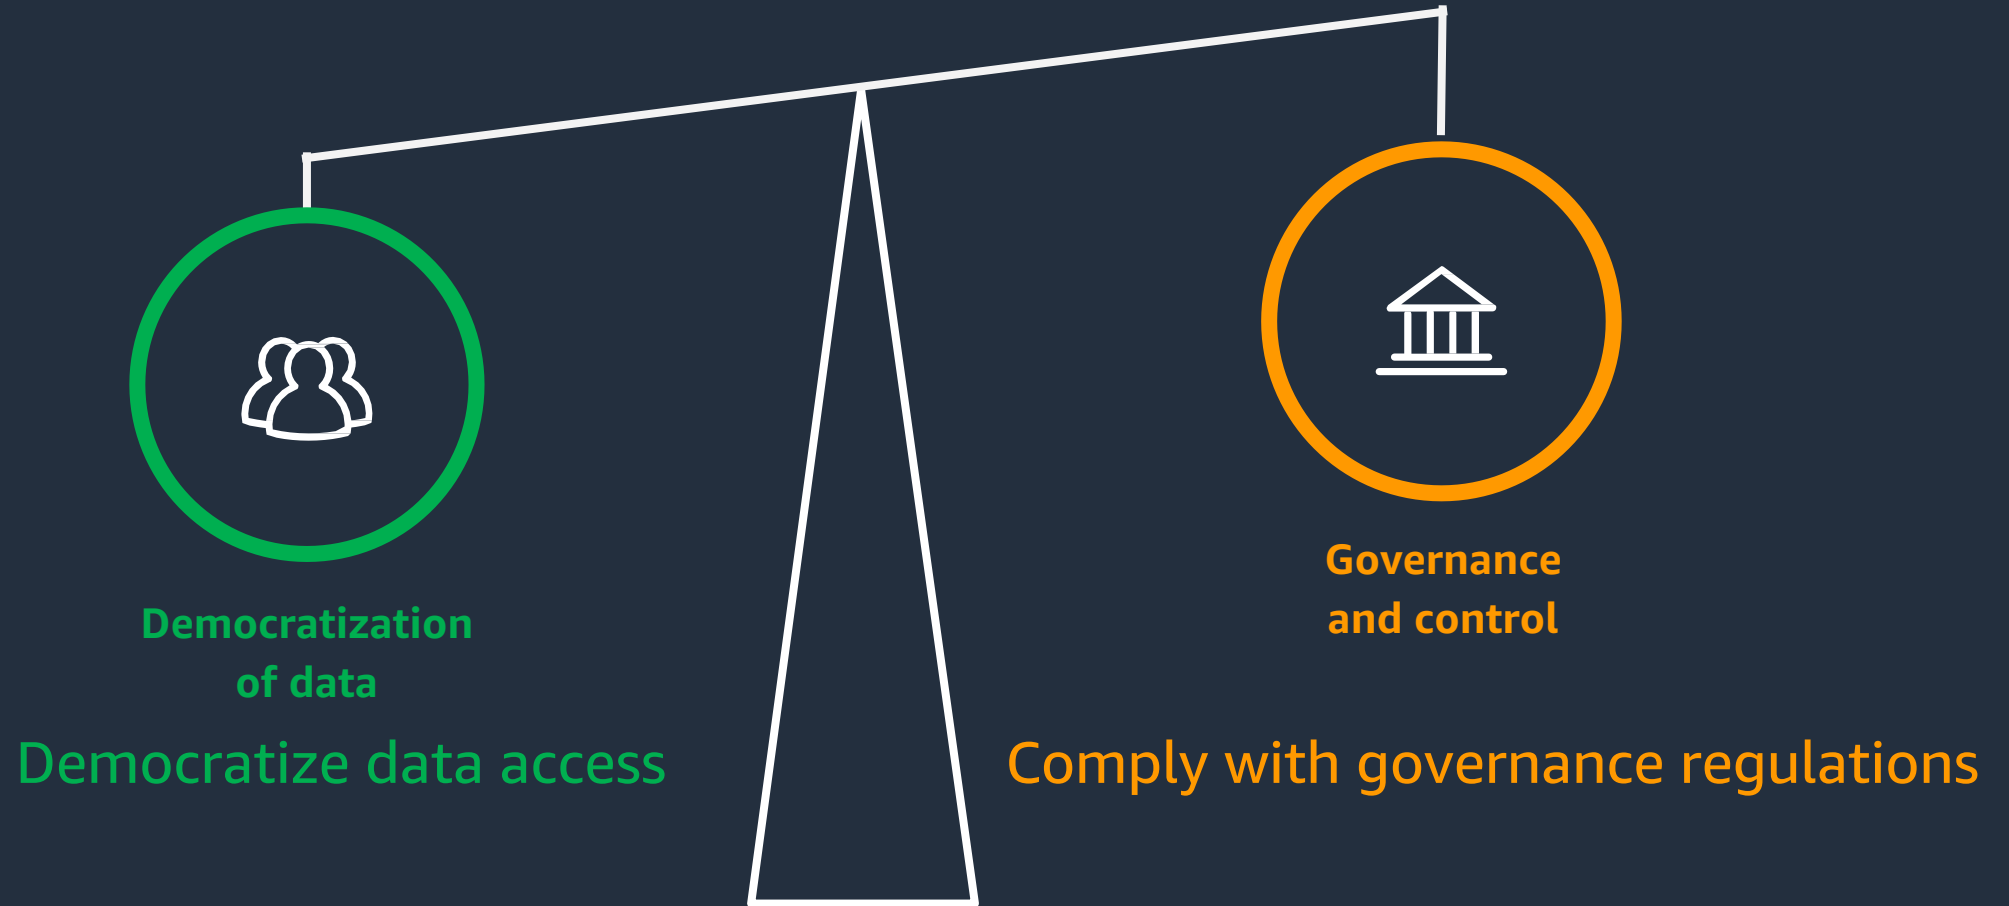 Democratization
of data
Democratize data access
Governance
and control
Comply with governance regulations